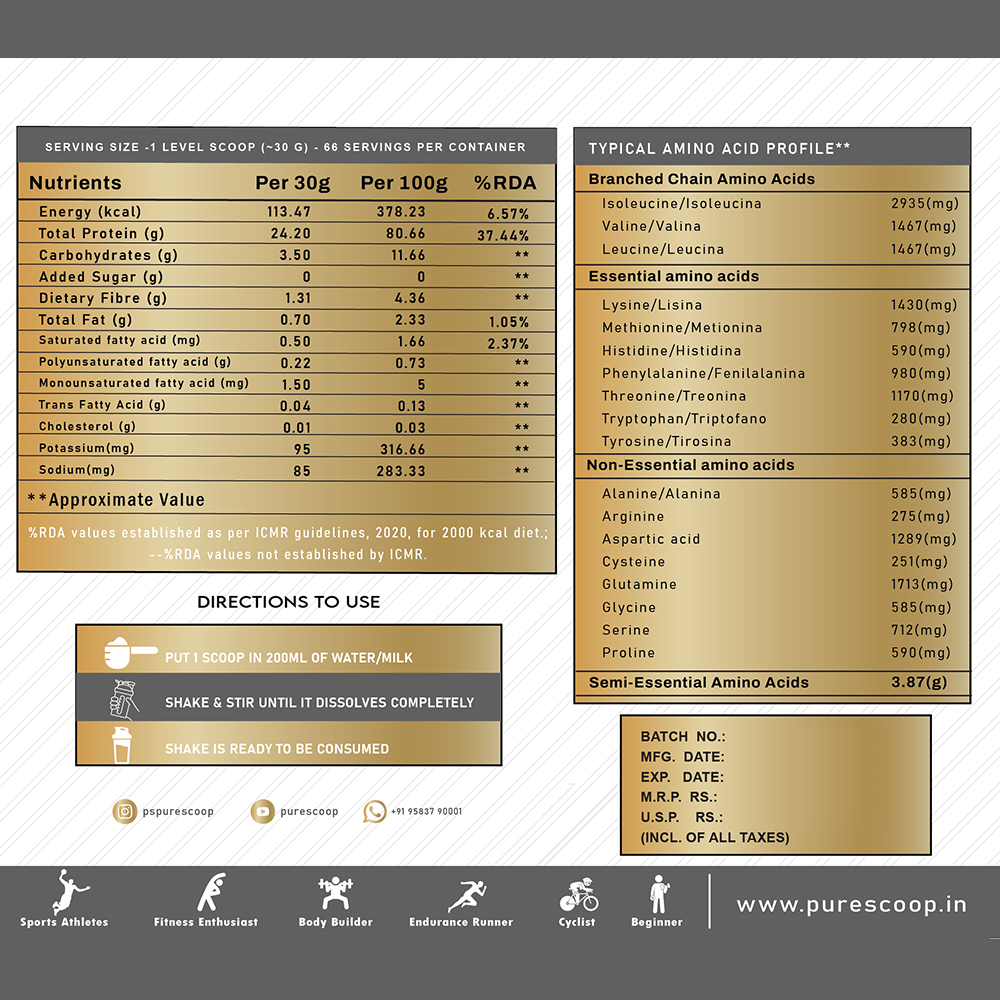 SERVING SIZE -1 LEVEL SCOOP (~30 G) - 66 SERVINGS PER CONTAINER
Nutrients Per 30g Per 100g %RDA
Energy (kcal) 113.47 378.23 6.57%
Total Protein (g) 24.20 80.66 37.44%
Carbohydrates (g) 3.50 11.66 **
Added Sugar (g) 0 0 **
Dietary Fibre (g) 1.31 4.36 **
Total Fat (g) 0.70 2.33 1.05%
Saturated fatty acid (mg) 0.50 1.66 2.37%
Polyunsaturated fatty acid (g) 0.22 0.73 **
Monounsaturated fatty acid (mg) 1.50 5 **
Trans Fatty Acid (g) 0.04 0.13 **
Cholesterol (g) 0.01 0.03 **
Potassium(mg) 95 316.66 **
Sodium(mg) 85 283.33 **
**Approximate Value
%RDA values established as per ICMR guidelines, 2020, for 2000 kcal diet.;
--%RDA values not established by ICMR.
DIRECTIONS TO USE
PUT 1 SCOOP IN 200ML OF WATER/MILK
SHAKE & STIR UNTIL IT DISSOLVES COMPLETELY
SHAKE IS READY TO BE CONSUMED
pspurescoop purescoop +91 95837 90001
TYPICAL AMINO ACID PROFILE**
Branched Chain Amino Acids
Isoleucine/Isoleucina 2935(mg)
Valine/Valina 1467(mg)
Leucine/Leucina 1467(mg)
Essential amino acids
Lysine/Lisina 1430(mg)
Methionine/Metionina 798(mg)
Histidine/Histidina 590(mg)
Phenylalanine/Fenilalanina 980(mg)
Threonine/Treonina 1170(mg)
Tryptophan/Triptofano 280(mg)
Tyrosine/Tirosina 383(mg)
Non-Essential amino acids
Alanine/Alanina 585(mg)
Arginine 275(mg)
Aspartic acid 1289(mg)
Cysteine 251(mg)
Glutamine 1713(mg)
Glycine 585(mg)
Serine 712(mg)
Proline 590(mg)
Semi-Essential Amino Acids 3.87(g)
BATCH NO.:
MFG. DATE:
EXP. DATE:
M.R.P. RS.:
U.S.P. RS.:
(INCL. OF ALL TAXES)
Sports Athletes Fitness Enthusiast Body Builder Endurance Runner Cyclist Beginner
www.purescoop.in